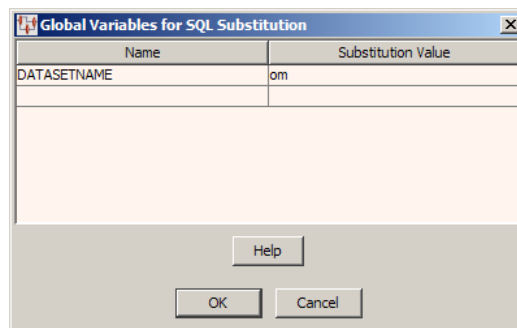 Global Variables for SQL Substitution
Name Substitution Value
DATASETNAME om
Help
OK Cancel